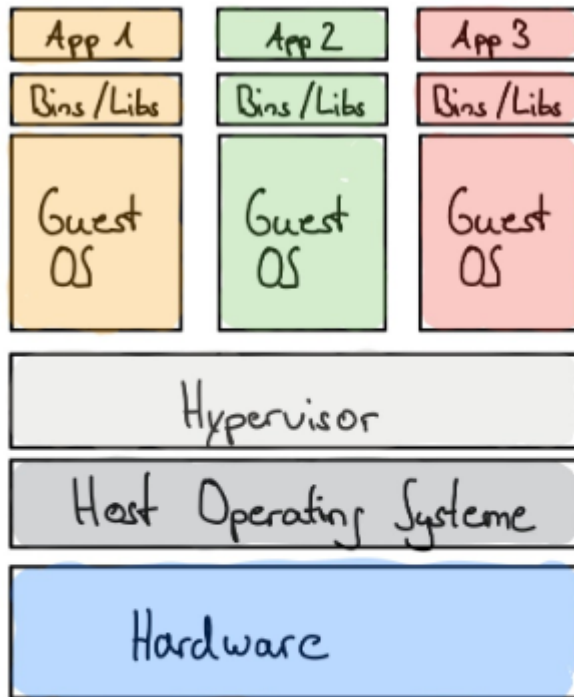 App 1
App 2
App 3
Bins/Libs
Bins/Libs
Bins/Libs
Guest
OS
Guest
OS
Guest
OS
Hypervisor
Host Operating Systeme
Hardware